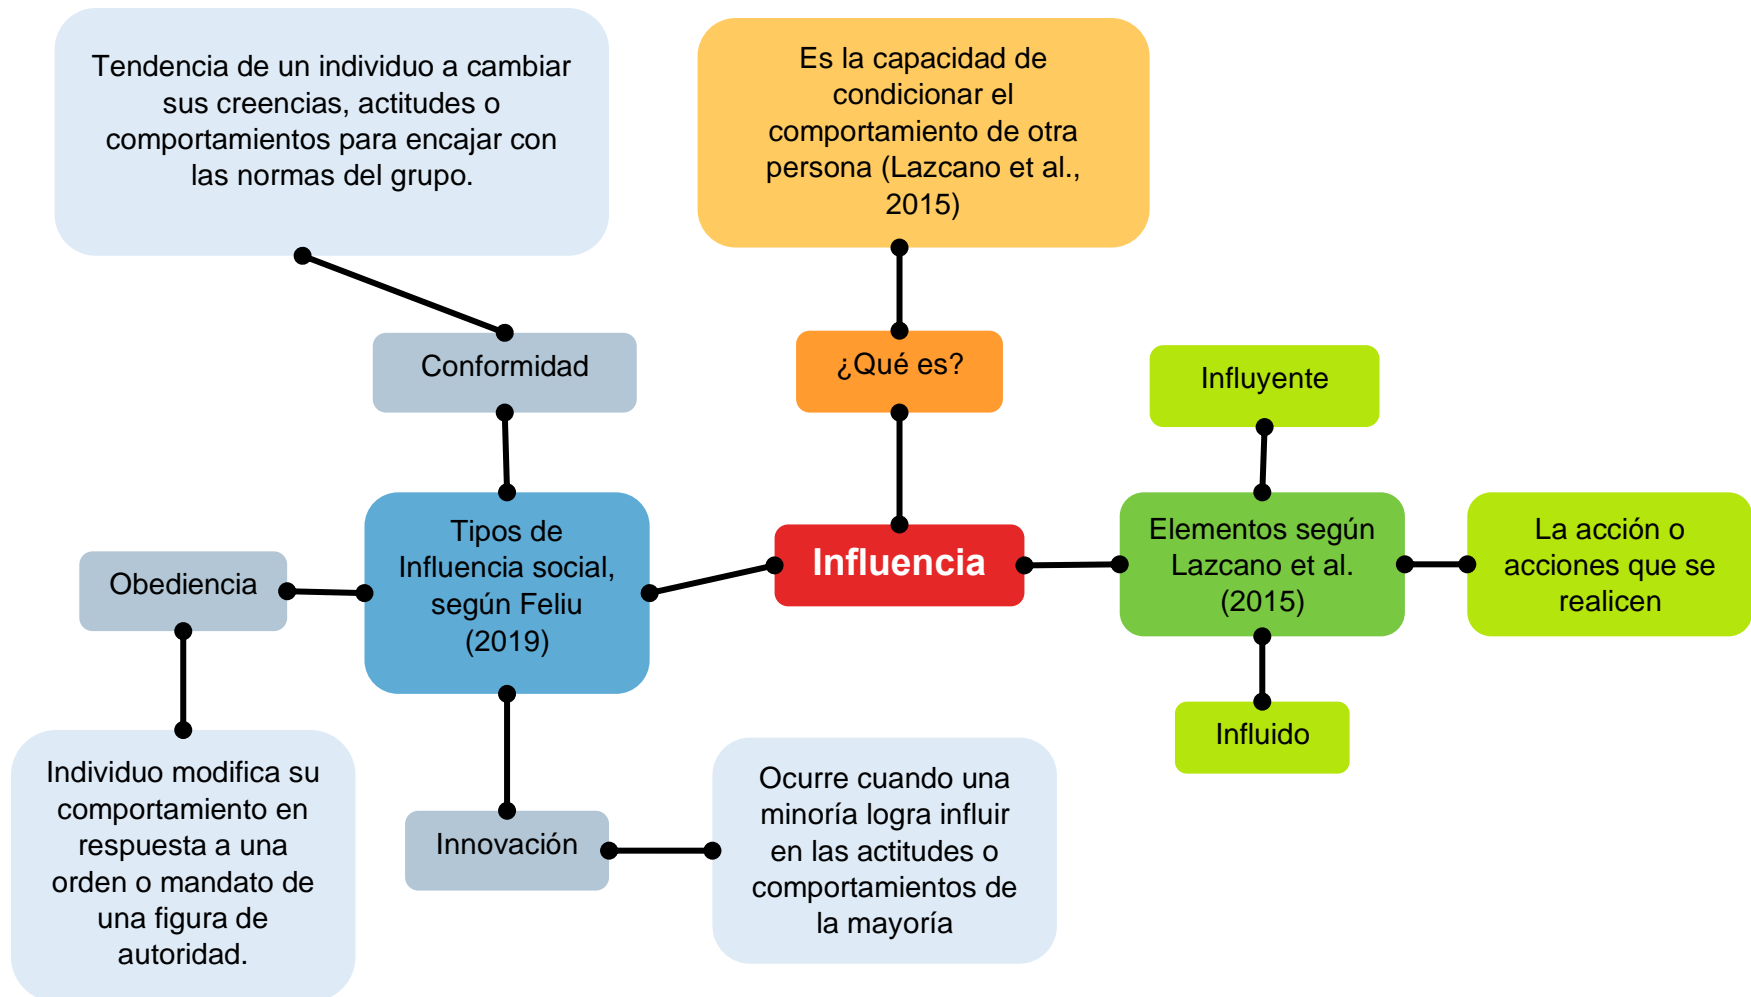 Tendencia de un individuo a cambiar
sus creencias, actitudes o
comportamientos para encajar con
las normas del grupo.
Es la capacidad de
condicionar el
comportamiento de otra
persona (Lazcano et al.,
2015)
Conformidad
¿Qué es?
Influyente
Obediencia
Tipos de
Influencia social,
según Feliu
(2019)
Influencia
Elementos según
Lazcano et al.
(2015)
La acción o
acciones que se
realicen
Influido
Individuo modifica su
comportamiento en
respuesta a una
orden o mandato de
una figura de
autoridad.
Innovación
Ocurre cuando una
minoría logra influir
en las actitudes o
comportamientos de
la mayoría